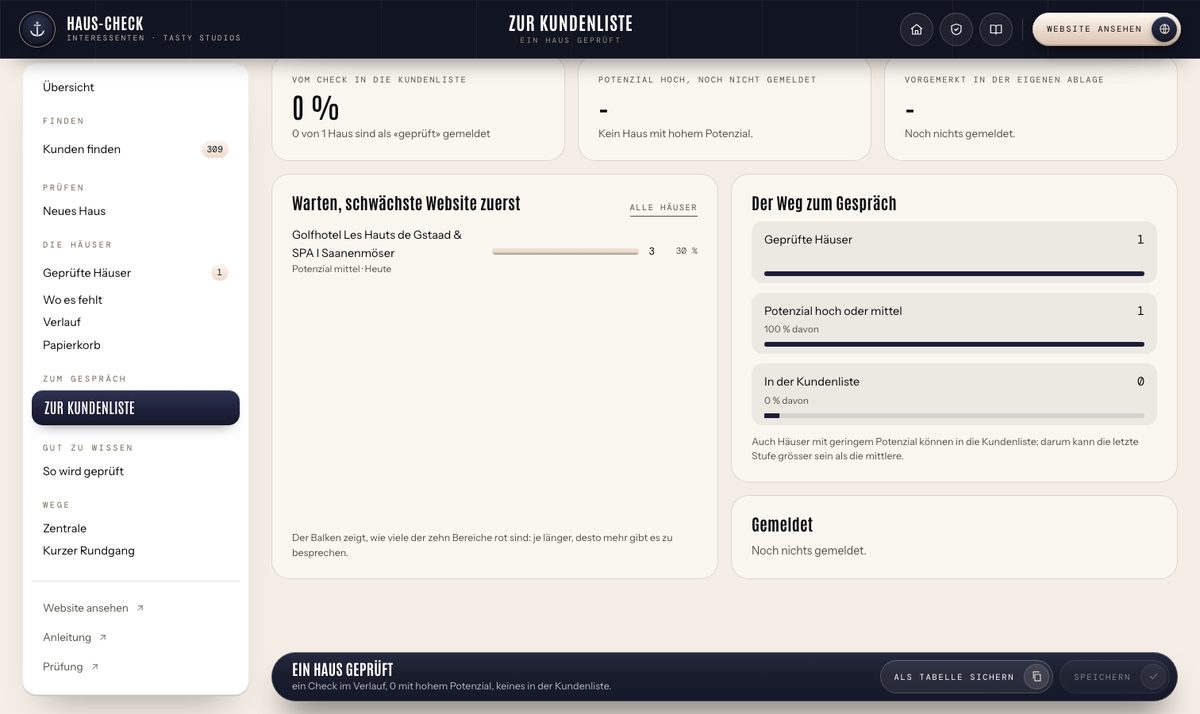 HAUS-CHECK
INTERESSENTEN · TASTY STUDIOS
ZUR KUNDENLISTE
EIN HAUS GEPRÜFT
WEBSITE ANSEHEN
Übersicht
FINDEN
Kunden finden 309
PRÜFEN
Neues Haus
DIE HÄUSER
Geprüfte Häuser 1
Wo es fehlt
Verlauf
Papierkorb
ZUM GESPRÄCH
ZUR KUNDENLISTE
GUT ZU WISSEN
So wird geprüft
WEGE
Zentrale
Kurzer Rundgang
Website ansehen ↗
Anleitung ↗
Prüfung ↗
VOM CHECK IN DIE KUNDENLISTE
0 %
0 von 1 Haus sind als «geprüft» gemeldet
POTENZIAL HOCH, NOCH NICHT GEMELDET
-
Kein Haus mit hohem Potenzial.
VORGEMERKT IN DER EIGENEN ABLAGE
-
Noch nichts gemeldet.
Warten, schwächste Website zuerst
ALLE HÄUSER
Golfhotel Les Hauts de Gstaad &
SPA | Saanenmöser
3 30 %
Potenzial mittel · Heute
Der Balken zeigt, wie viele der zehn Bereiche rot sind: je länger, desto mehr gibt es zu
besprechen.
Der Weg zum Gespräch
Geprüfte Häuser 1
Potenzial hoch oder mittel 1
100 % davon
In der Kundenliste 0
0 % davon
Auch Häuser mit geringem Potenzial können in die Kundenliste; darum kann die letzte
Stufe grösser sein als die mittlere.
Gemeldet
Noch nichts gemeldet.
EIN HAUS GEPRÜFT
ein Check im Verlauf, 0 mit hohem Potenzial, keines in der Kundenliste.
ALS TABELLE SICHERN
SPEICHERN